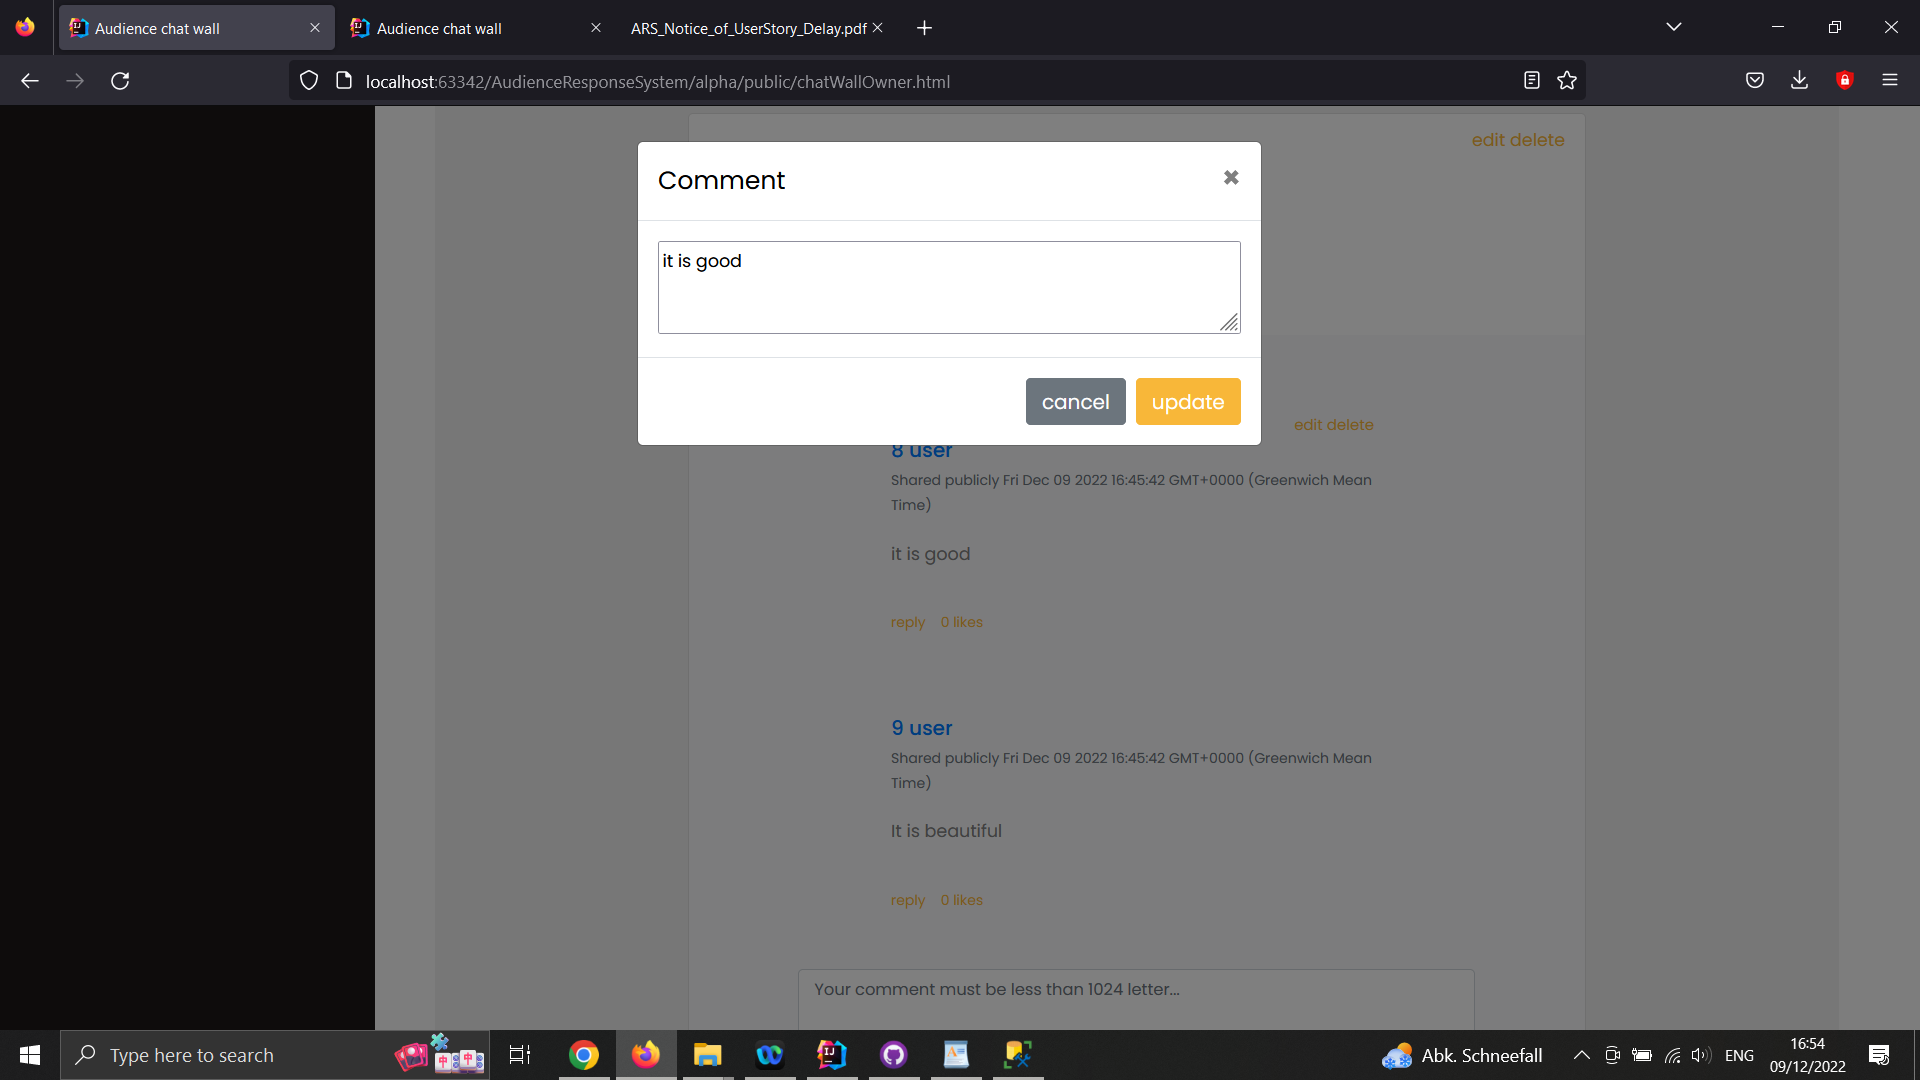 Audience chat wall
Audience chat wall
ARS_Notice_of_UserStory_Delay.pdf
localhost:63342/AudienceResponseSystem/alpha/public/chatWallOwner.html
edit delete
Comment
it is good
cancel
update
edit delete
8 user
Shared publicly Fri Dec 09 2022 16:45:42 GMT+0000 (Greenwich Mean
Time)
it is good
reply 0 likes
9 user
Shared publicly Fri Dec 09 2022 16:45:42 GMT+0000 (Greenwich Mean
Time)
It is beautiful
reply 0 likes
Your comment must be less than 1024 letter...
Type here to search
Abk. Schneefall
ENG
16:54
09/12/2022